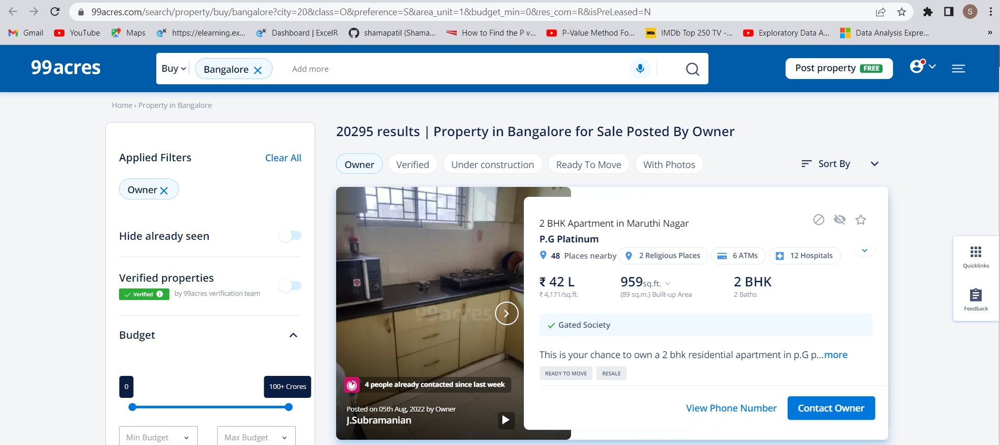 99acres.com/search/property/buy/bangalore?city=20&class=O&preference=S&area_unit=1&budget_min=0&res_com=R&isPreLeased=N
S
Gmail YouTube Maps https://elearning.ex... Dashboard | ExcelR shamapatil (Shama... How to Find the P v... P-Value Method Fo... IMDb IMDb Top 250 TV -... Exploratory Data A... Data Analysis Expre... »
99acres Buy Bangalore Add more Post property FREE
Home › Property in Bangalore
Applied Filters Clear All
Owner
Hide already seen
Verified properties
Verified by 99acres verification team
Budget
0 100+ Crores
Min Budget Max Budget
20295 results | Property in Bangalore for Sale Posted By Owner
Owner Verified Under construction Ready To Move With Photos Sort By
99acres
4 people already contacted since last week
Posted on 05th Aug, 2022 by Owner
J.Subramanian
2 BHK Apartment in Maruthi Nagar
P.G Platinum
48 Places nearby 2 Religious Places 6 ATMs 12 Hospitals
₹ 42 L 959sq.ft. 2 BHK
₹ 4,171/sq.ft. (89 sq.m.) Built-up Area 2 Baths
Gated Society
This is your chance to own a 2 bhk residential apartment in p.G p...more
READY TO MOVE RESALE
View Phone Number Contact Owner
Quicklinks
Feedback